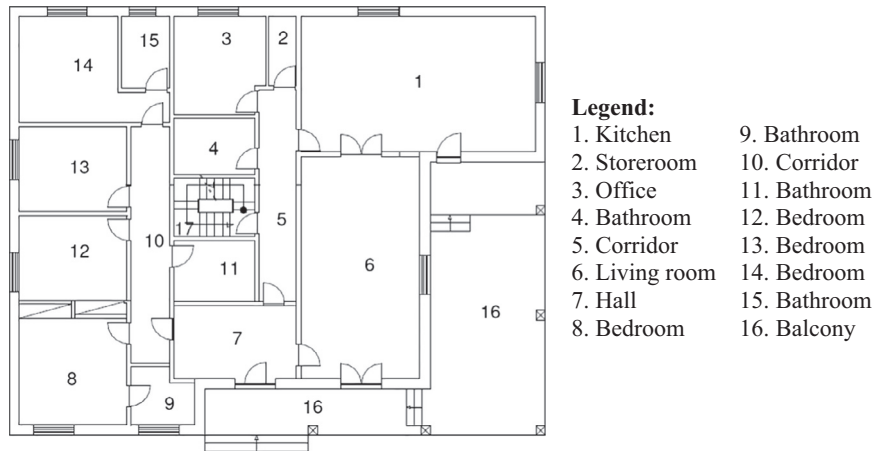 15
3
2
14
1
4
13
5
17
12
10
11
6
16
7
8
9
16
Legend:
1. Kitchen 9. Bathroom
2. Storeroom 10. Corridor
3. Office 11. Bathroom
4. Bathroom 12. Bedroom
5. Corridor 13. Bedroom
6. Living room 14. Bedroom
7. Hall 15. Bathroom
8. Bedroom 16. Balcony